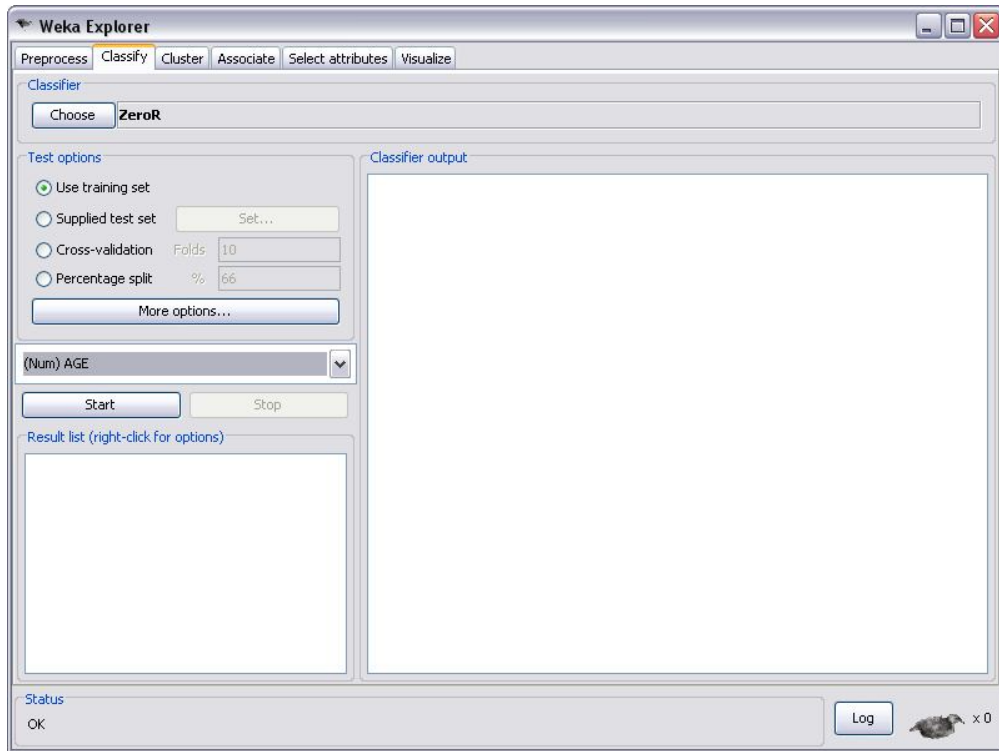 Weka Explorer
Preprocess Classify Cluster Associate Select attributes Visualize
Classifier
Choose ZeroR
Test options
Use training set
Supplied test set Set...
Cross-validation Folds 10
Percentage split % 66
More options...
(Num) AGE
Start Stop
Result list (right-click for options)
Classifier output
Status
OK
Log x 0